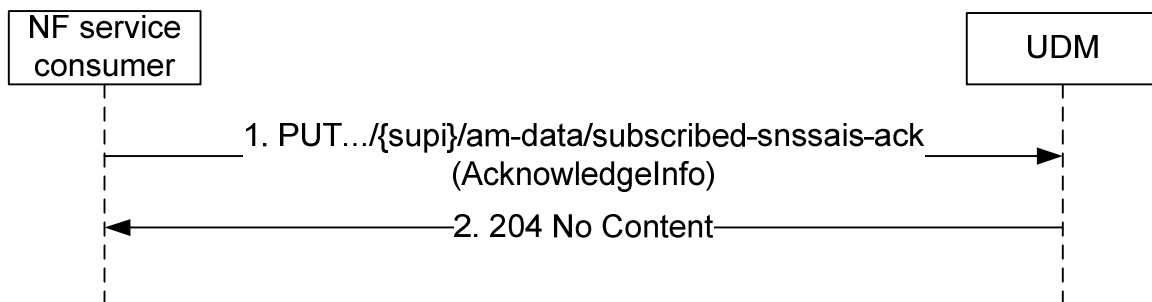 NF service
consumer
UDM
1. PUT.../{supi}/am-data/subscribed-snssais-ack
(AcknowledgeInfo)
2. 204 No Content